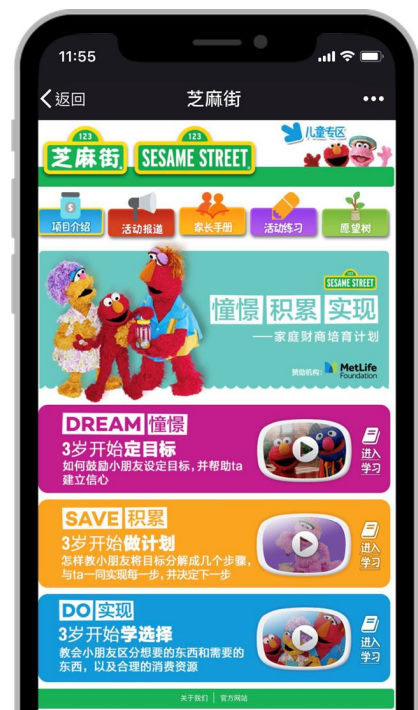 11:55
返回
芝麻街
123
芝麻街
123
SESAME STREET
儿童专区
项目介绍
活动报道
家长手册
活动练习
愿望树
SESAME STREET
憧憬 积累 实现
——家庭财商培育计划
赞助机构:
MetLife
Foundation
DREAM 憧憬
3岁开始定目标
如何鼓励小朋友设定目标,并帮助ta
建立信心
进入
学习
SAVE 积累
3岁开始做计划
怎样教小朋友将目标分解成几个步骤,
与ta一同实现每一步,并决定下一步
进入
学习
DO 实现
3岁开始学选择
教会小朋友区分想要的东西和需要的
东西,以及合理的消费资源
进入
学习
关于我们 | 官方网站